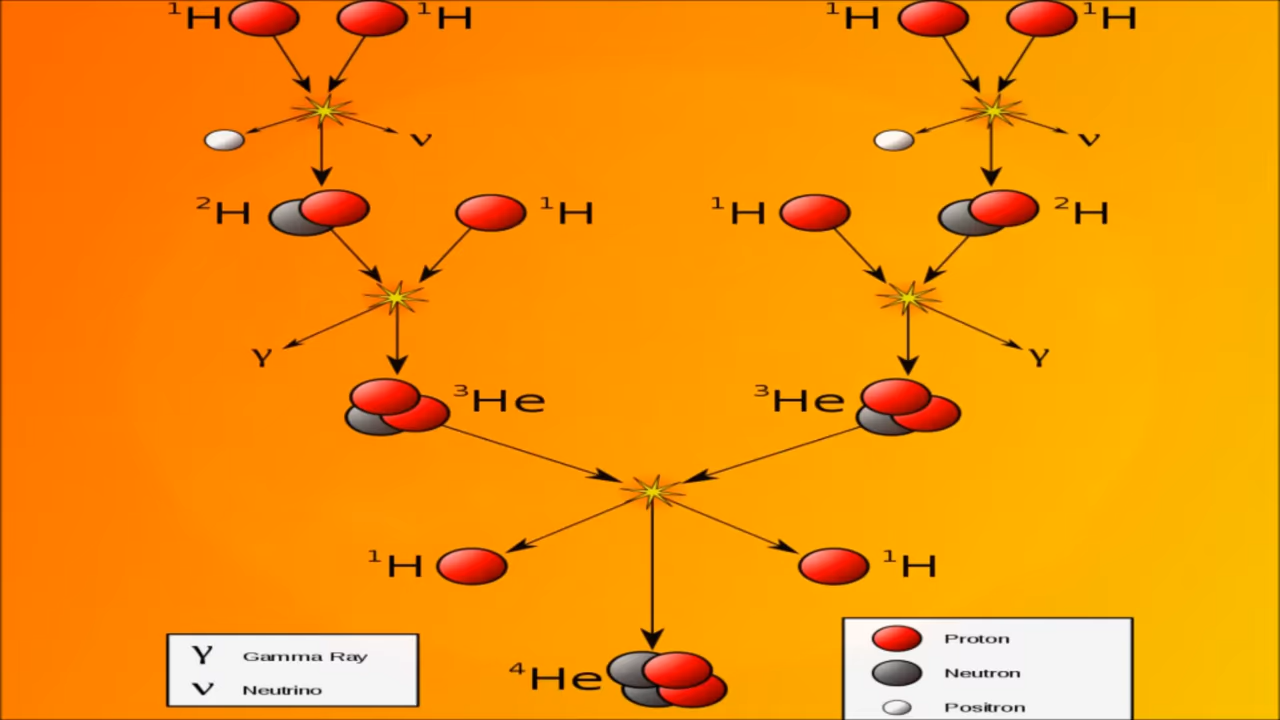 ¹H ¹H ¹H ¹H
ν ν
²H ¹H ¹H ²H
γ γ
³He ³He
¹H ¹H
⁴He
γ Gamma Ray
ν Neutrino
Proton
Neutron
Positron